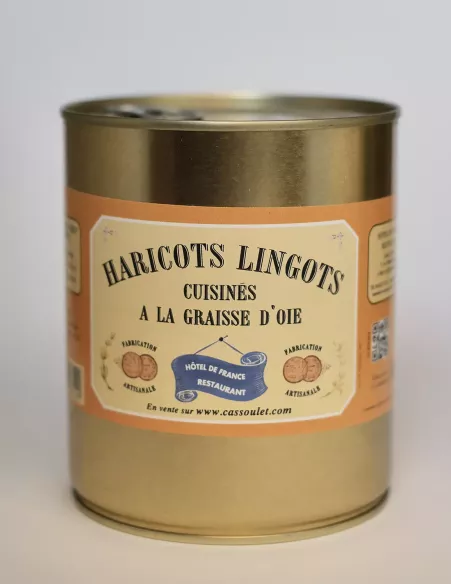 HARICOTS LINGOTS
CUISINÉS
A LA GRAISSE D'OIE
FABRICATION
ARTISANALE
HÔTEL DE FRANCE
RESTAURANT
FABRICATION
ARTISANALE
En vente sur www.cassoulet.com